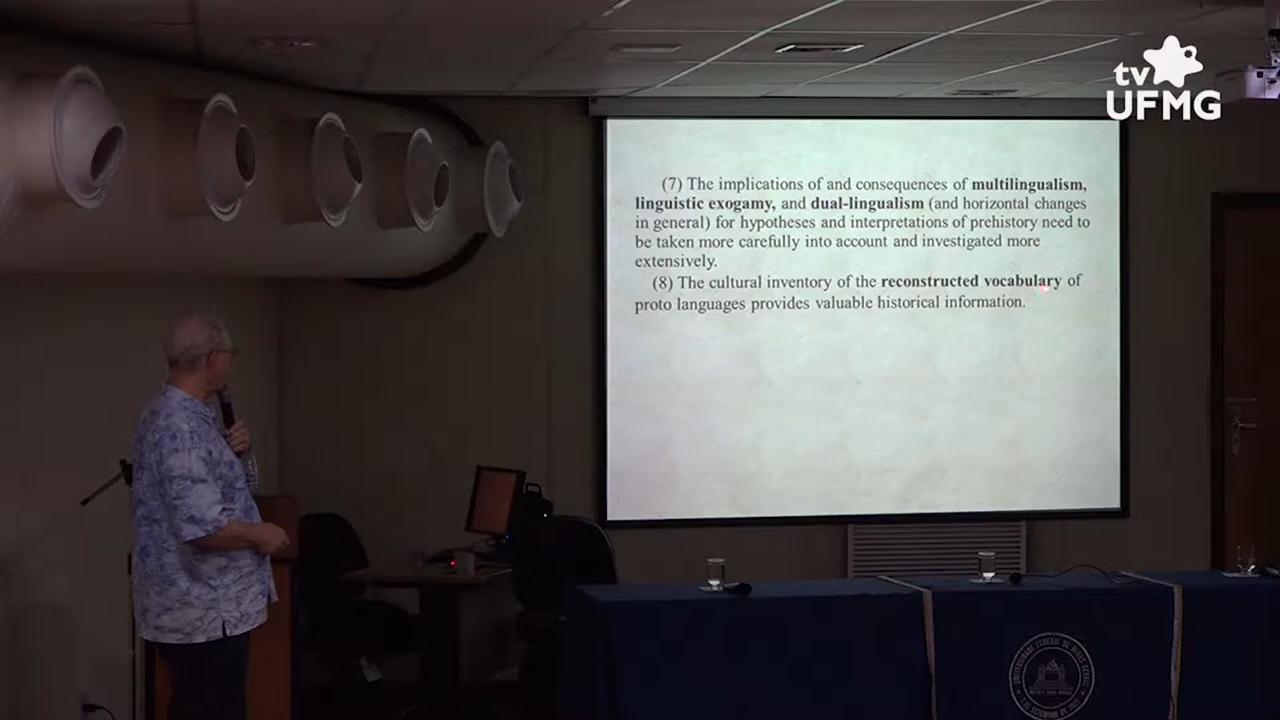 tv
UFMG
(7) The implications of and consequences of multilingualism,
linguistic exogamy, and dual-lingualism (and horizontal changes
in general) for hypotheses and interpretations of prehistory need to
be taken more carefully into account and investigated more
extensively.
(8) The cultural inventory of the reconstructed vocabulary of
proto languages provides valuable historical information.